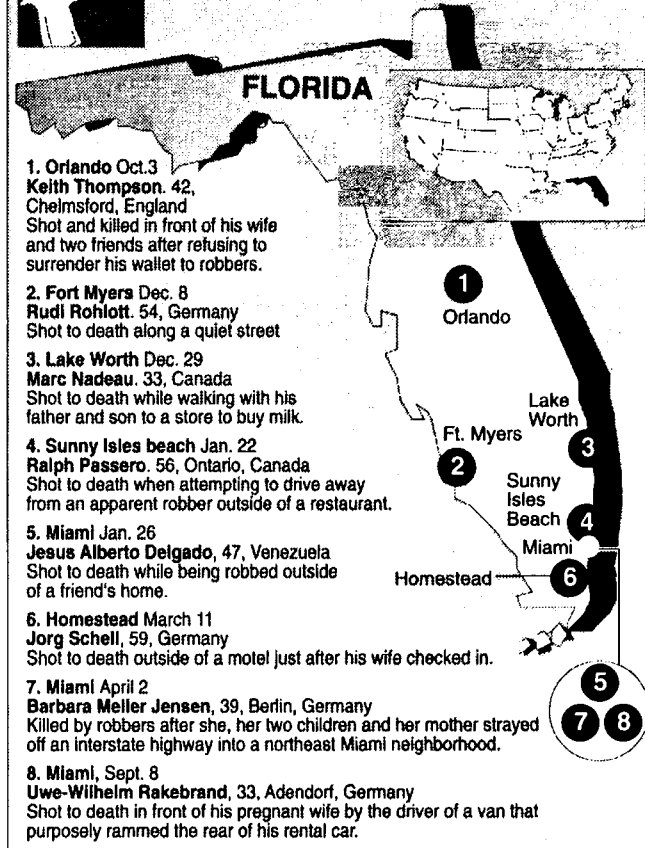 FLORIDA
1. Orlando Oct.3
Keith Thompson. 42,
Chelmsford, England
Shot and killed in front of his wife
and two friends after refusing to
surrender his wallet to robbers.
2. Fort Myers Dec. 8
Rudi Rohlott. 54, Germany
Shot to death along a quiet street
3. Lake Worth Dec. 29
Marc Nadeau. 33, Canada
Shot to death while walking with his
father and son to a store to buy milk.
4. Sunny Isles beach Jan. 22
Ralph Passero. 56, Ontario, Canada
Shot to death when attempting to drive away
from an apparent robber outside of a restaurant.
5. Miami Jan. 26
Jesus Alberto Delgado, 47, Venezuela
Shot to death while being robbed outside
of a friend's home.
6. Homestead March 11
Jorg Schell, 59, Germany
Shot to death outside of a motel just after his wife checked in.
7. Miami April 2
Barbara Meller Jensen, 39, Berlin, Germany
Killed by robbers after she, her two children and her mother strayed
off an interstate highway into a northeast Miami neighborhood.
8. Miami, Sept. 8
Uwe-Wilhelm Rakebrand, 33, Adendorf, Germany
Shot to death in front of his pregnant wife by the driver of a van that
purposely rammed the rear of his rental car.
1
Orlando
Lake
Worth
3
Ft. Myers
2
Sunny
Isles
Beach
4
Miami
Homestead
6
5
7 8